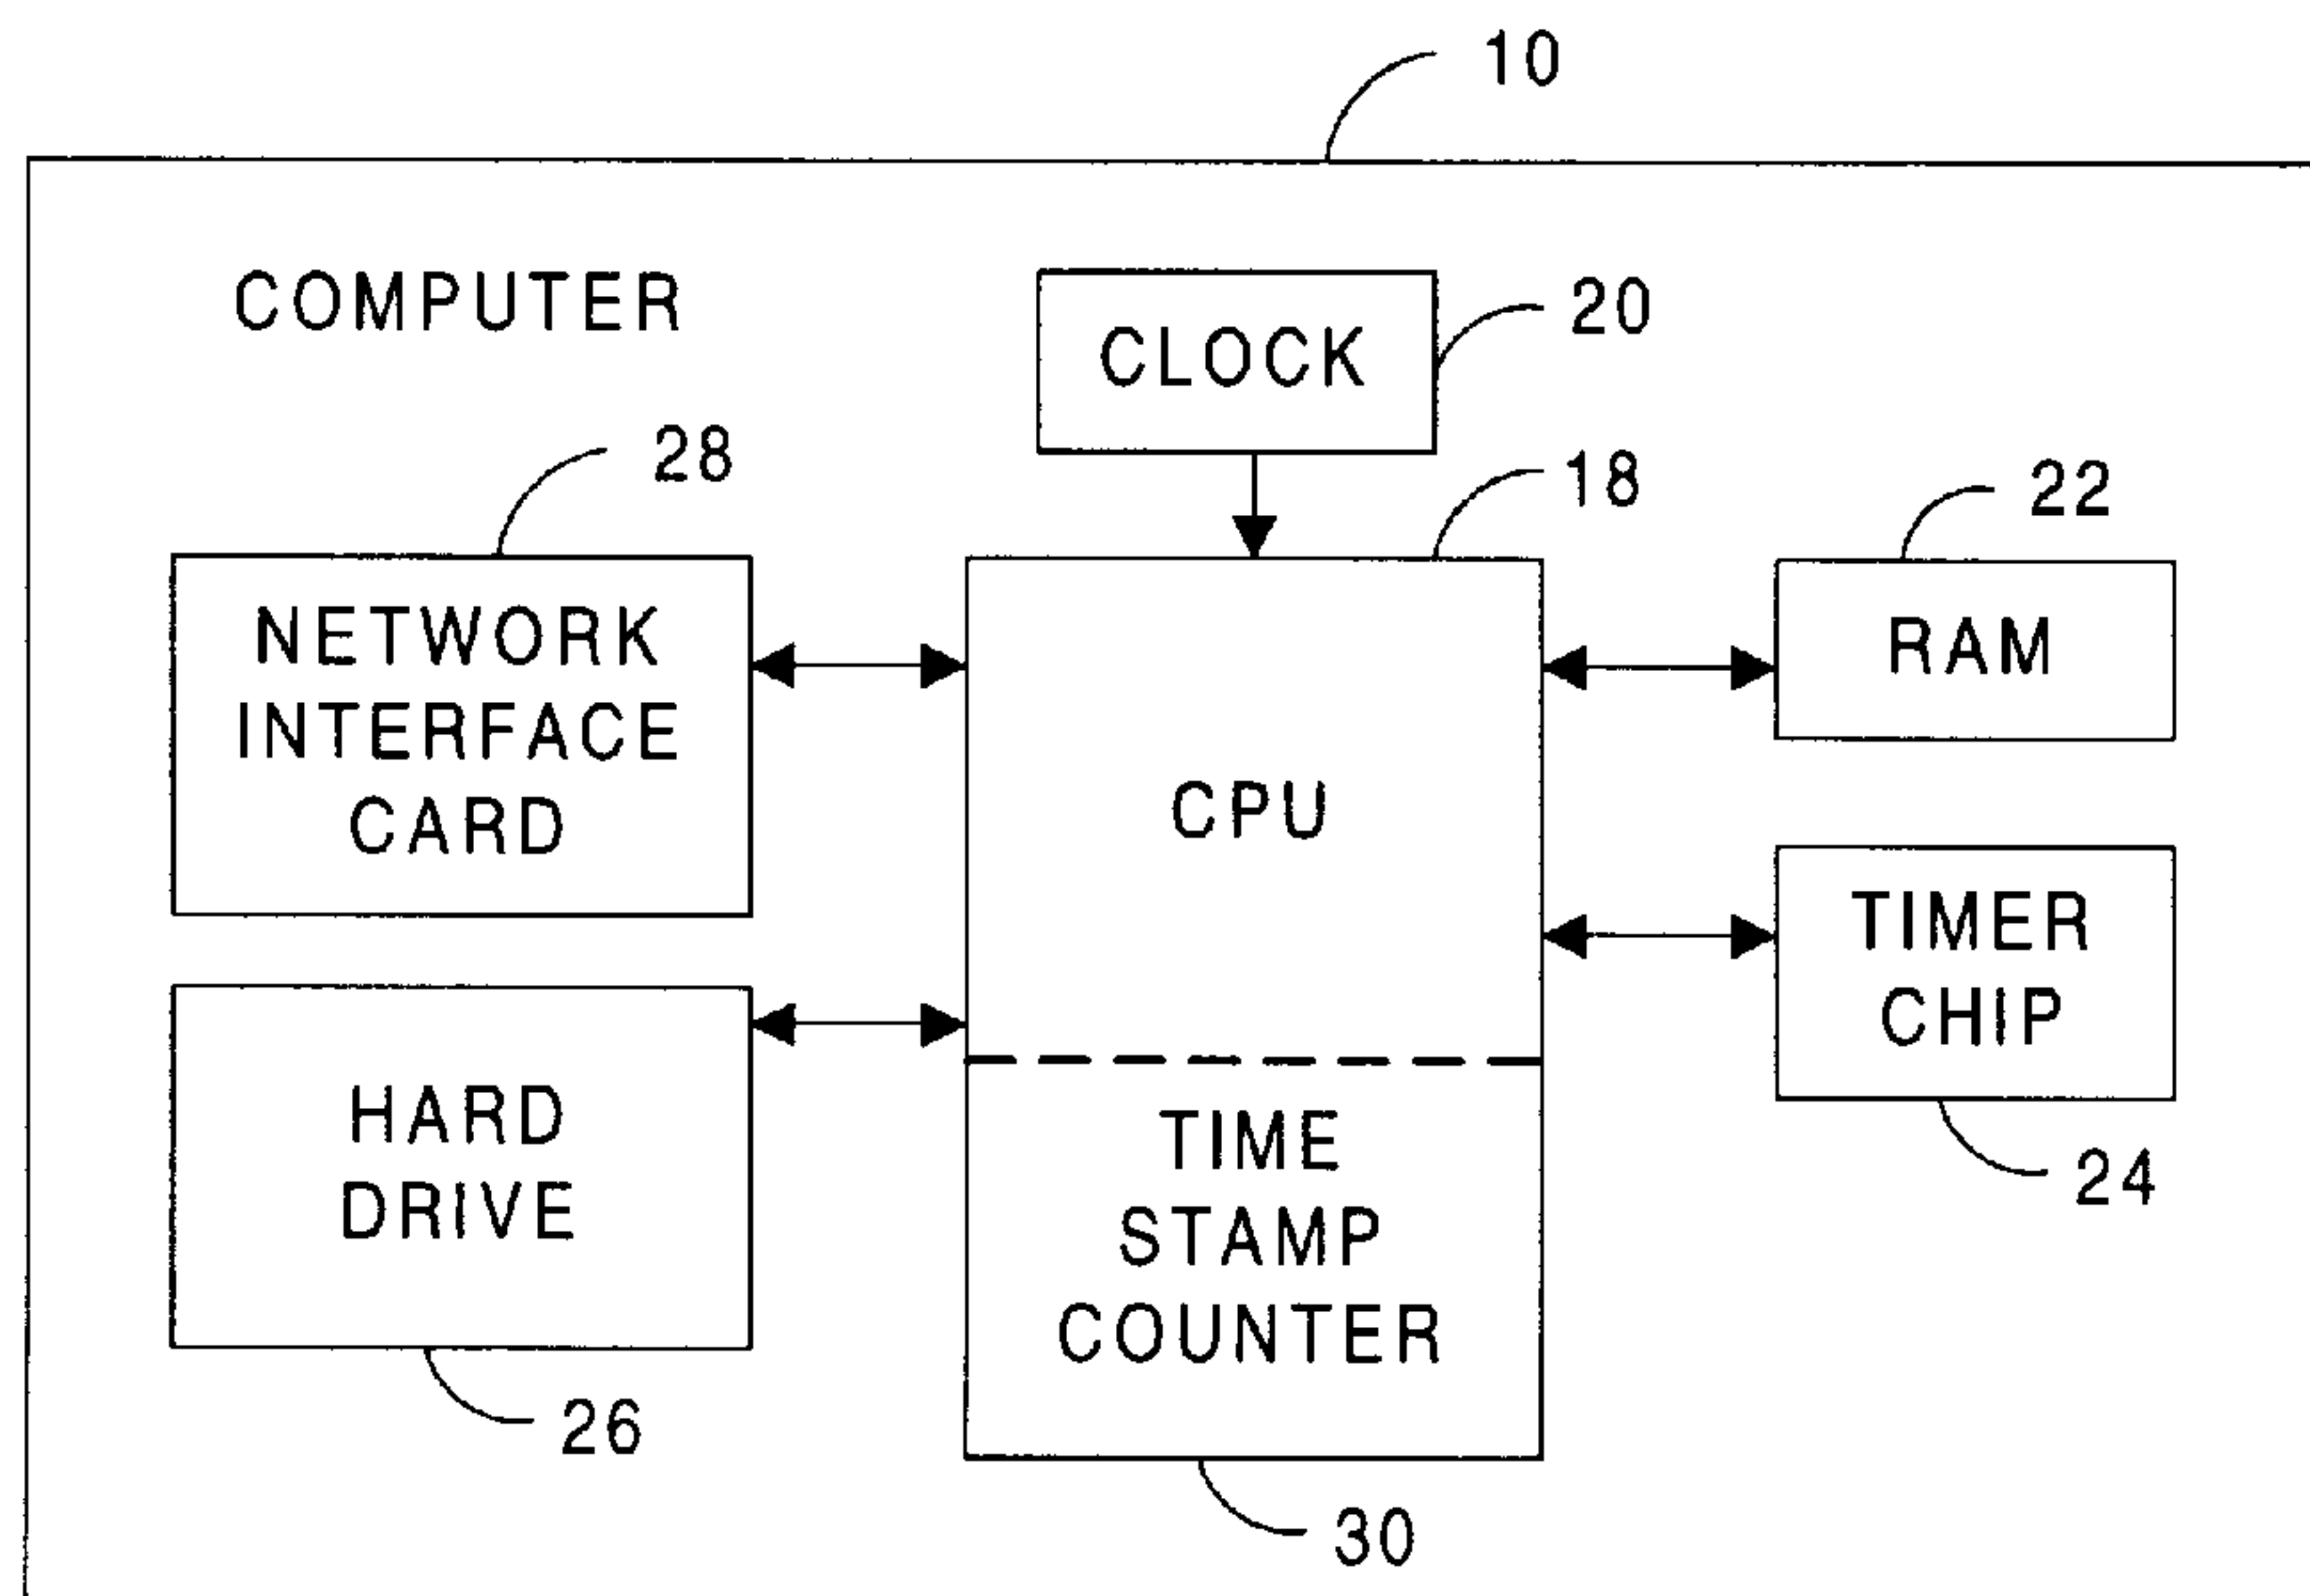 10
COMPUTER
CLOCK
20
28
18
22
NETWORK
INTERFACE
CARD
CPU
RAM
TIMER
CHIP
24
HARD
DRIVE
26
TIME
STAMP
COUNTER
30